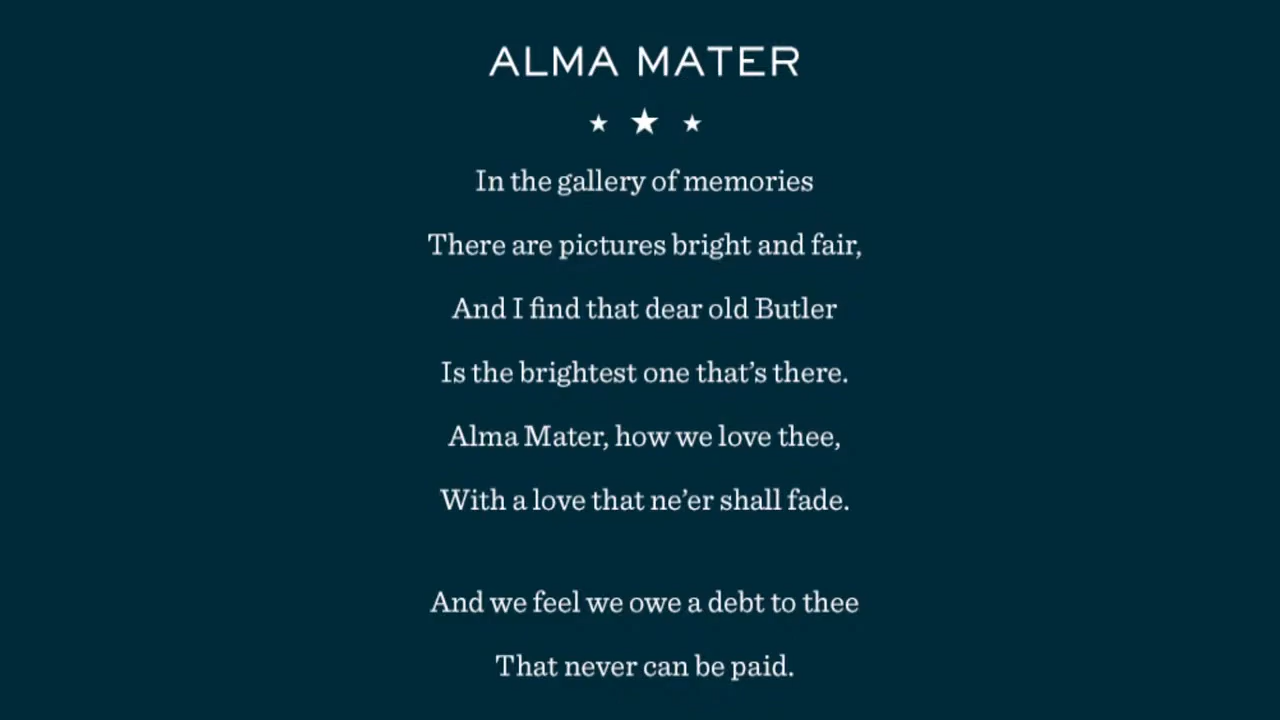 ALMA MATER
In the gallery of memories
There are pictures bright and fair,
And I find that dear old Butler
Is the brightest one that’s there.
Alma Mater, how we love thee,
With a love that ne’er shall fade.
And we feel we owe a debt to thee
That never can be paid.